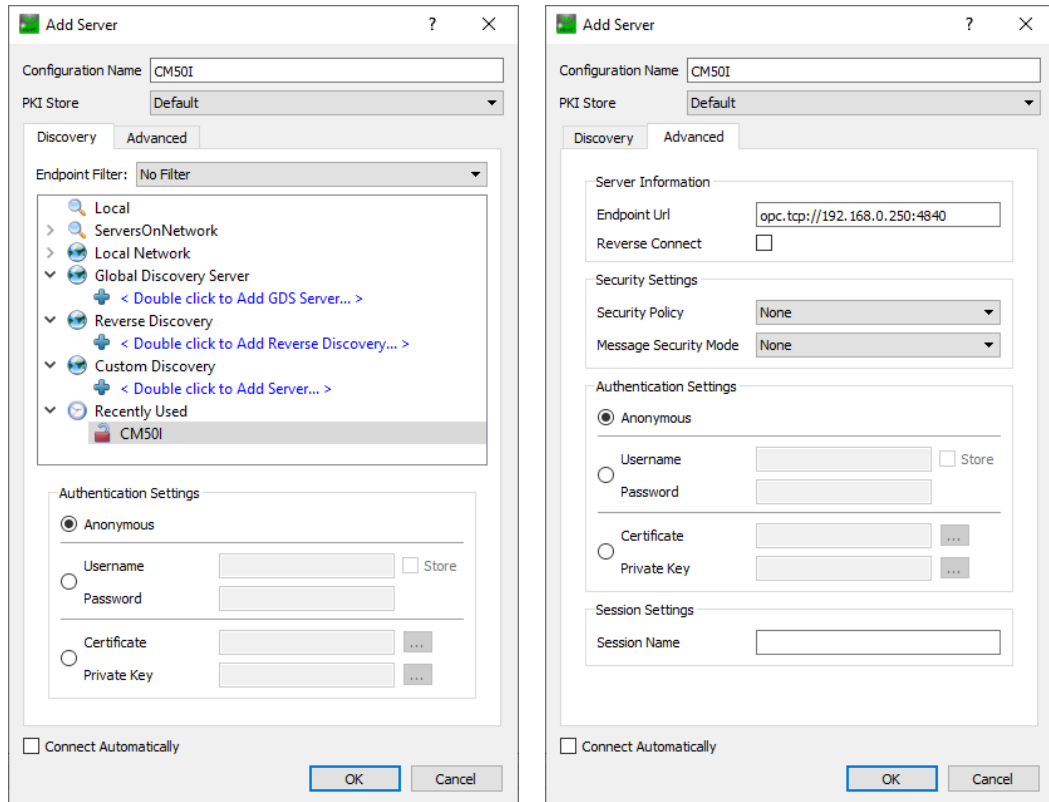 Add Server
?
Configuration Name CM50I
PKI Store Default
Discovery Advanced
Endpoint Filter: No Filter
Local
ServersOnNetwork
Local Network
Global Discovery Server
< Double click to Add GDS Server... >
Reverse Discovery
< Double click to Add Reverse Discovery... >
Custom Discovery
< Double click to Add Server... >
Recently Used
CM50I
Authentication Settings
Anonymous
Username Store
Password
Certificate ...
Private Key ...
Connect Automatically
OK Cancel
Add Server
?
Configuration Name CM50I
PKI Store Default
Discovery Advanced
Server Information
Endpoint Url opc.tcp://192.168.0.250:4840
Reverse Connect
Security Settings
Security Policy None
Message Security Mode None
Authentication Settings
Anonymous
Username Store
Password
Certificate ...
Private Key ...
Session Settings
Session Name
Connect Automatically
OK Cancel